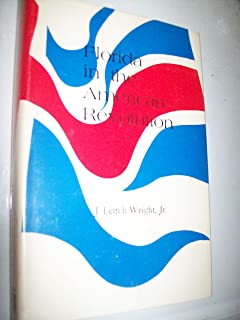 Florida
in the
American
Revolution
J. Leitch Wright, Jr.